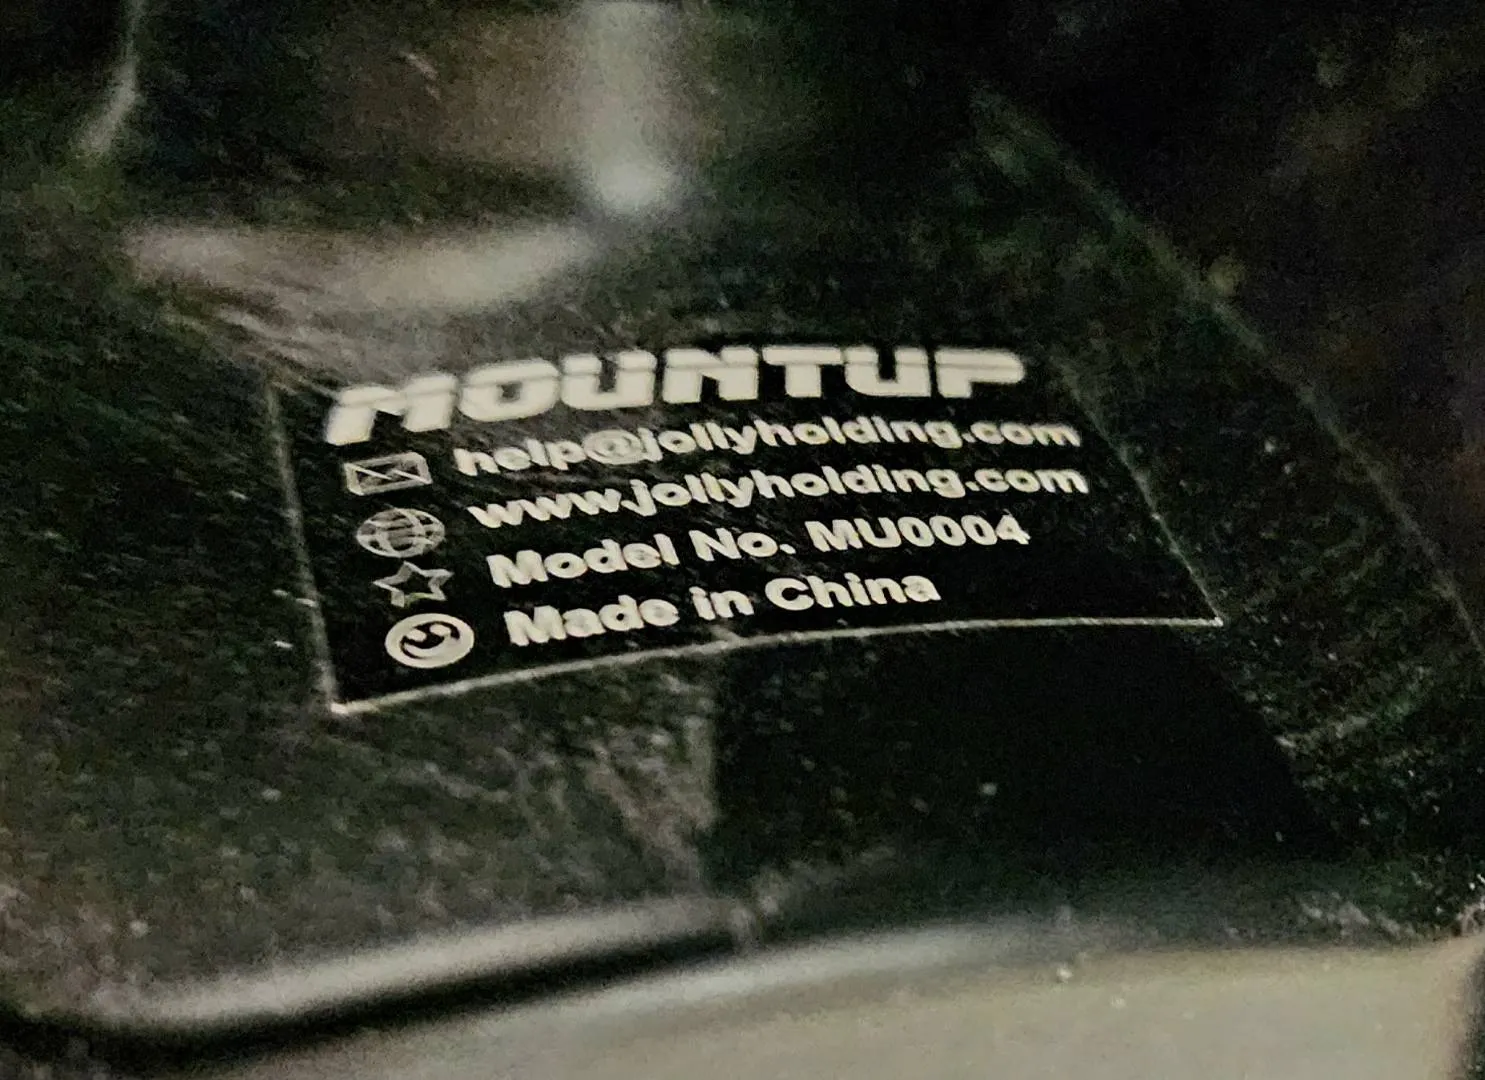 MOUNTUP
help@jollyholding.com
www.jollyholding.com
Model No. MU0004
Made in China